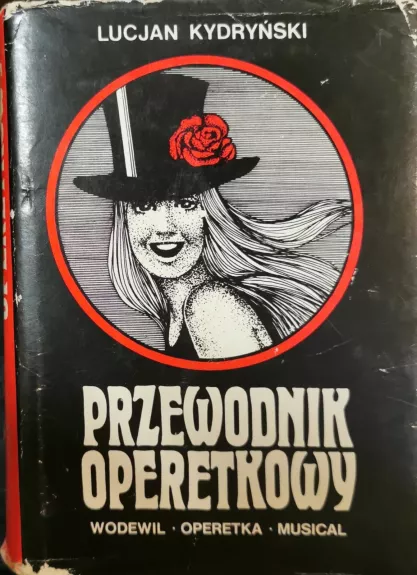 LUCJAN KYDRYŃSKI
PRZEWODNIK
OPERETKOWY
WODEWIL · OPERETKA · MUSICAL